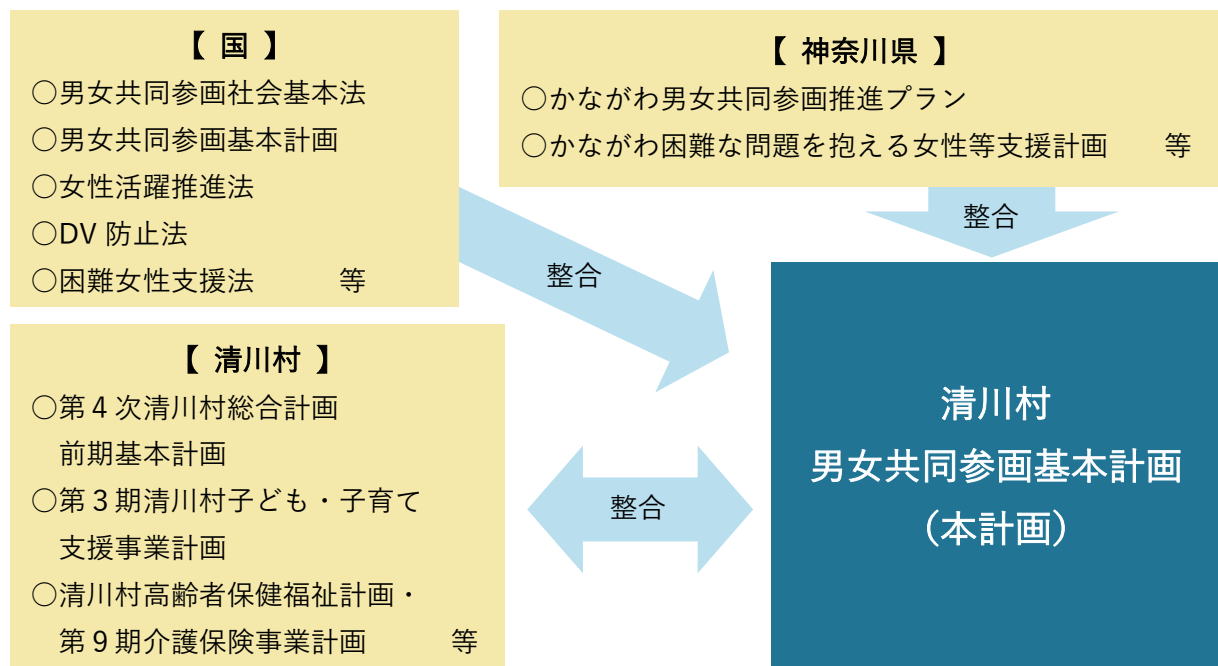 【 国 】
○男女共同参画社会基本法
○男女共同参画基本計画
○女性活躍推進法
○DV 防止法
○困難女性支援法　　　等
【 神奈川県 】
○かながわ男女共同参画推進プラン
○かながわ困難な問題を抱える女性等支援計画　　等
整合
整合
【 清川村 】
○第４次清川村総合計画
前期基本計画
○第３期清川村子ども・子育て
支援事業計画
○清川村高齢者保健福祉計画・
第９期介護保険事業計画　　　等
整合
清川村
男女共同参画基本計画
（本計画）